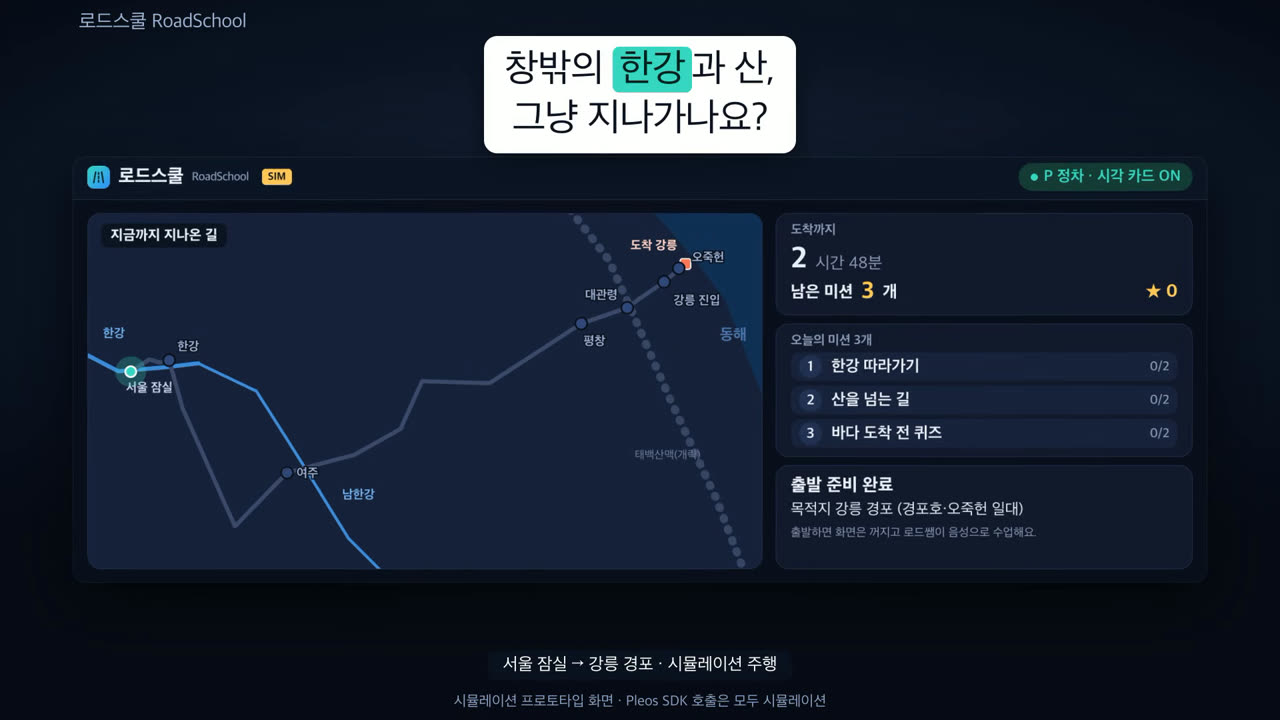 로드스쿨 RoadSchool
창밖의 한강과 산,
그냥 지나가나요?
로드스쿨 RoadSchool SIM
P 정차 · 시각 카드 ON
지금까지 지나온 길
도착 강릉
오죽헌
대관령
강릉 진입
평창
동해
한강
한강
서울 잠실
태백산맥(개략)
여주
남한강
도착까지
2 시간 48분
남은 미션 3 개
★ 0
오늘의 미션 3개
1 한강 따라가기 0/2
2 산을 넘는 길 0/2
3 바다 도착 전 퀴즈 0/2
출발 준비 완료
목적지 강릉 경포 (경포호·오죽헌 일대)
출발하면 화면은 꺼지고 로드쌤이 음성으로 수업해요.
서울 잠실 → 강릉 경포 · 시뮬레이션 주행
시뮬레이션 프로토타입 화면 · Pleos SDK 호출은 모두 시뮬레이션